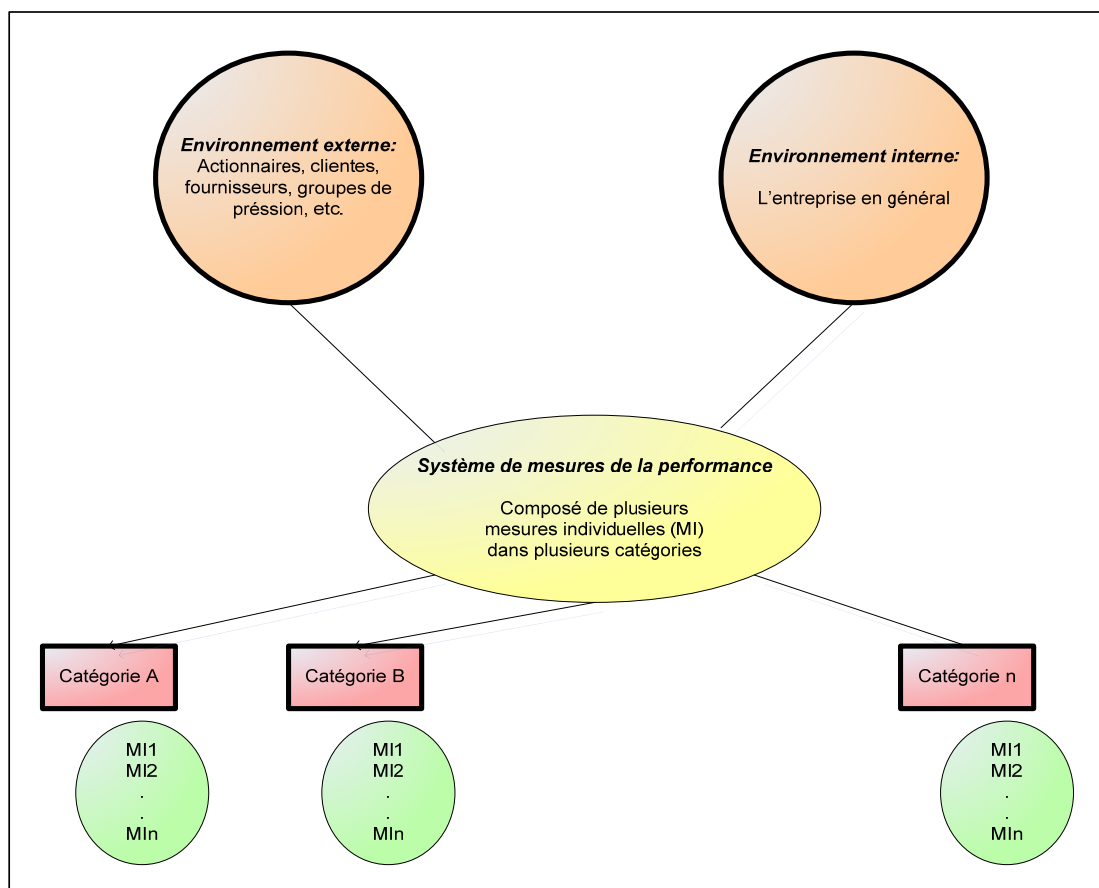 Environnement externe:
Actionnaires, clientes,
fournisseurs, groupes de
préssion, etc.
Environnement interne:
L'entreprise en général
Système de mesures de la performance
Composé de plusieurs
mesures individuelles (MI)
dans plusieurs catégories
Catégorie A
Catégorie B
Catégorie n
MI1
MI2
.
.
MIn
MI1
MI2
.
.
MIn
MI1
MI2
.
.
MIn